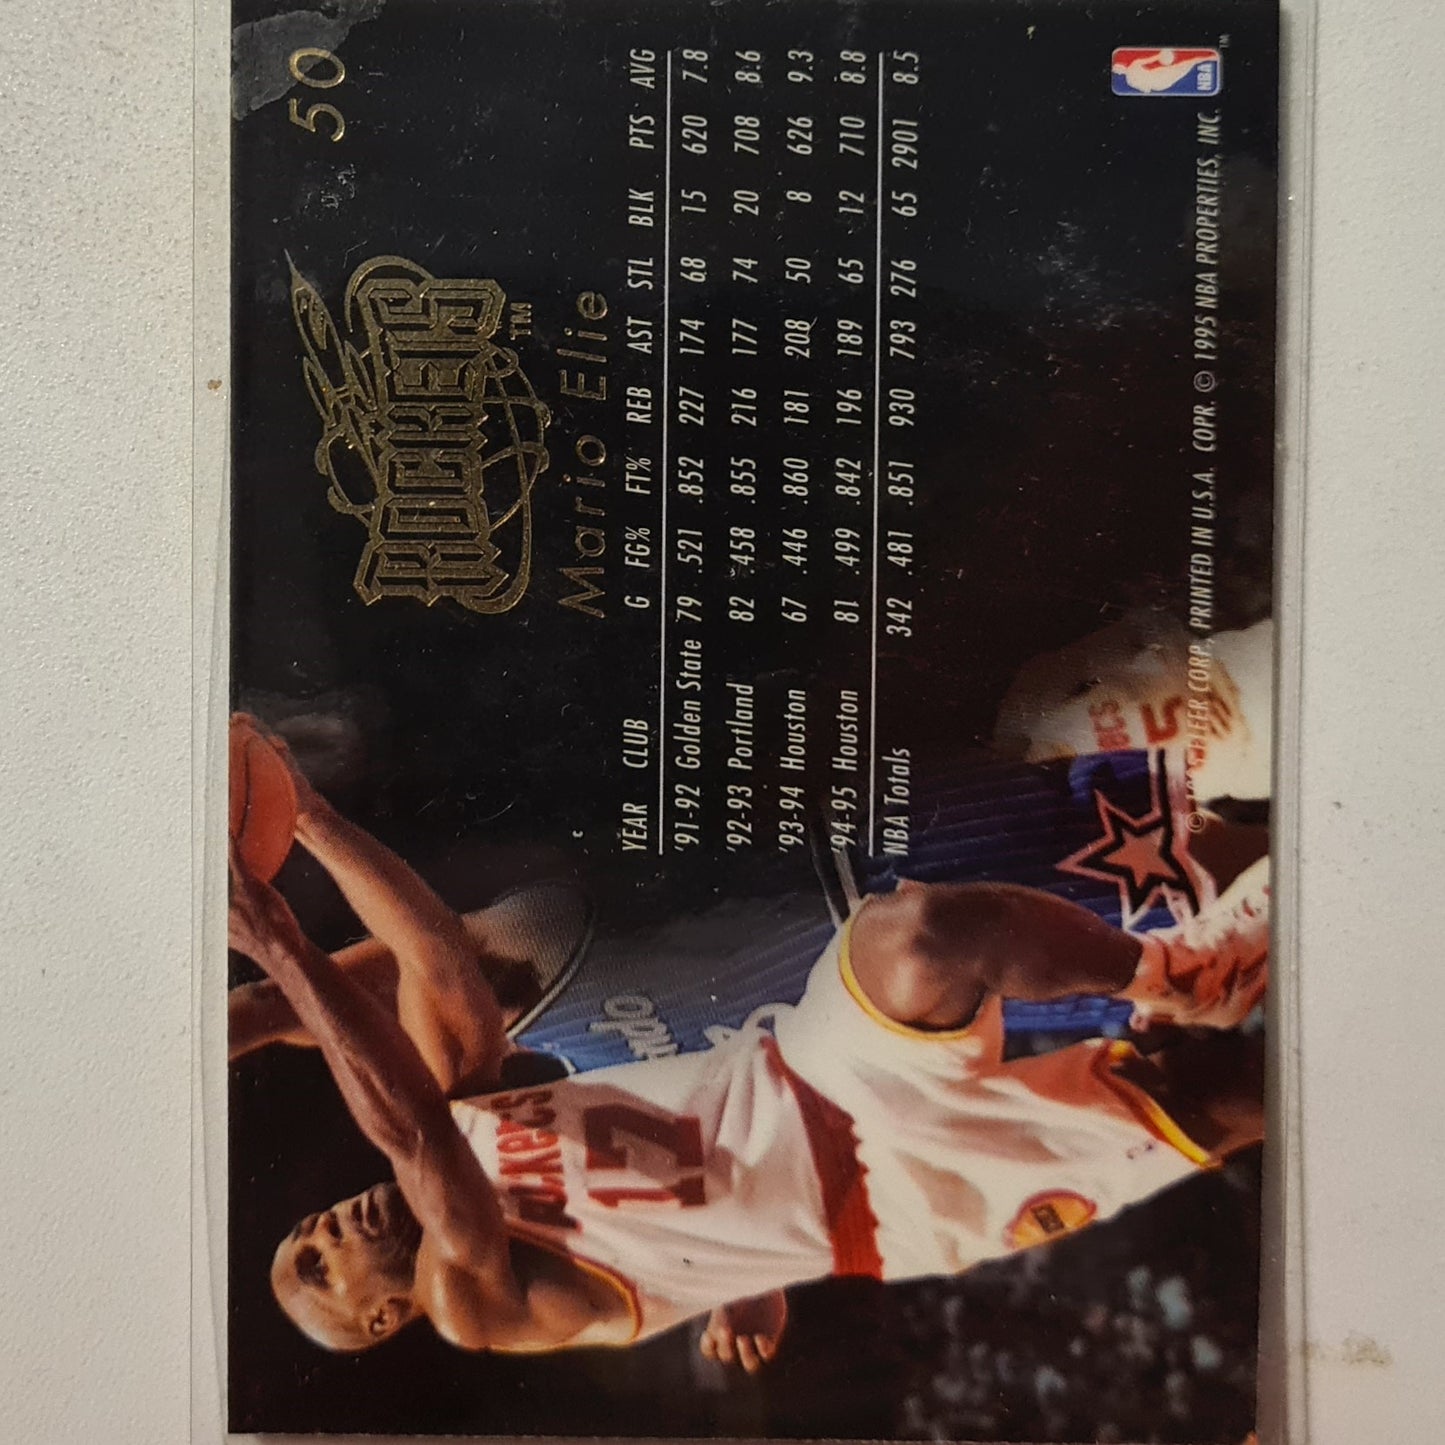 50
ROCKETS™
Mario Elie
YEAR CLUB G FG% FT% REB AST STL BLK PTS AVG
'91-92 Golden State 79 .521 .852 227 174 68 15 620 7.8
'92-93 Portland 82 .458 .855 216 177 74 20 708 8.6
'93-94 Houston 67 .446 .860 181 208 50 8 626 9.3
'94-95 Houston 81 .499 .842 196 189 65 12 710 8.8
NBA Totals 342 .481 .851 930 793 276 65 2901 8.5
FLEER CORP., PRINTED IN U.S.A. COPR. © 1995 NBA PROPERTIES, INC.
NBA™
17